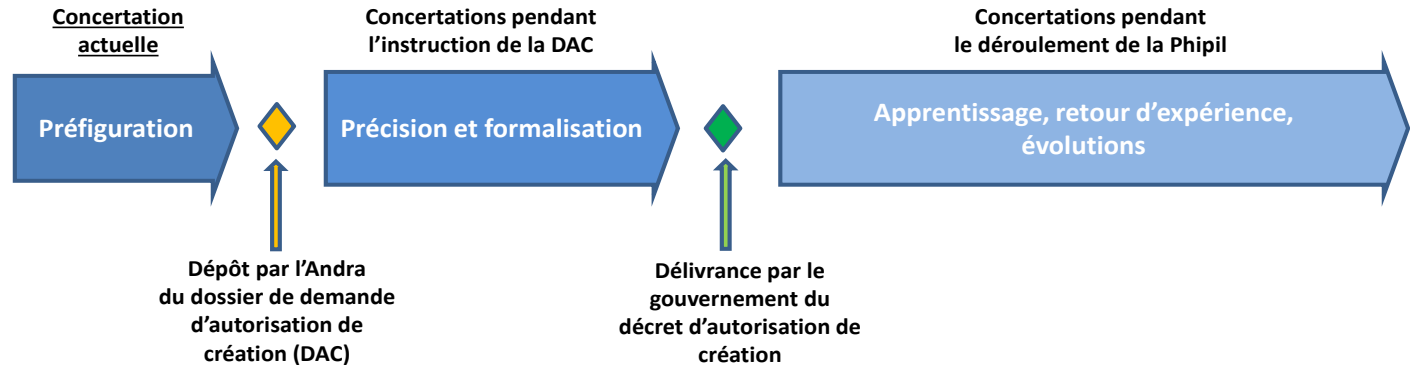 Concertation
actuelle
Concertations pendant
l’instruction de la DAC
Concertations pendant
le déroulement de la Phipil
Préfiguration
Précision et formalisation
Apprentissage, retour d’expérience,
évolutions
Dépôt par l’Andra
du dossier de demande
d’autorisation de
création (DAC)
Délivrance par le
gouvernement du
décret d’autorisation de
création